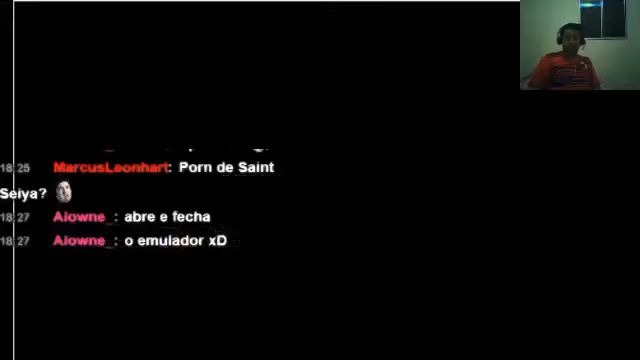 18:25 MarcusLeonhart: Porn de Saint
Seiya?
18:27 Alowne_: abre e fecha
18:27 Alowne_: o emulador xD